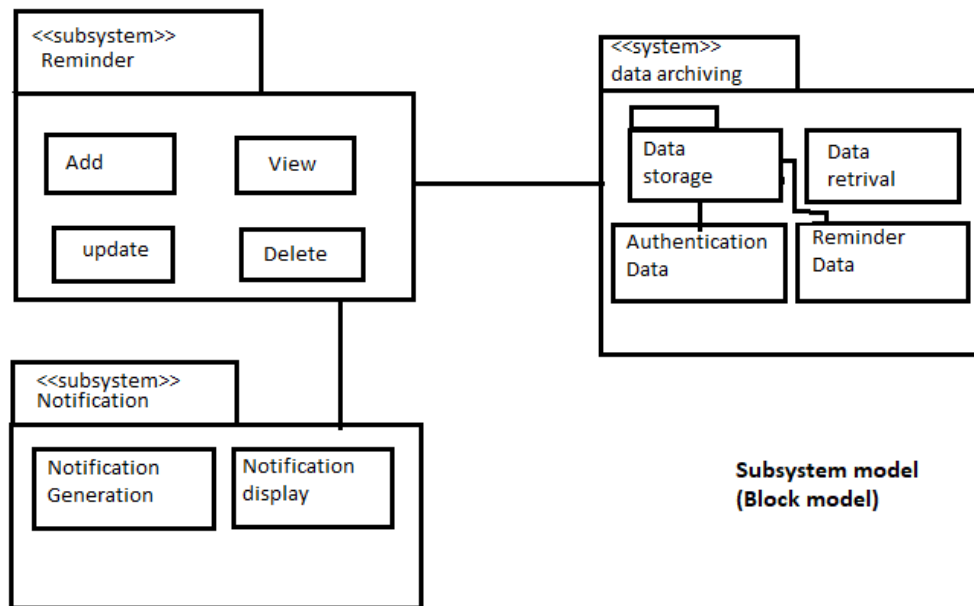 <<subsystem>>
Reminder
Add
View
update
Delete
<<system>>
data archiving
Data
storage
Data
retrival
Authentication
Data
Reminder
Data
<<subsystem>>
Notification
Notification
Generation
Notification
display
Subsystem model
(Block model)